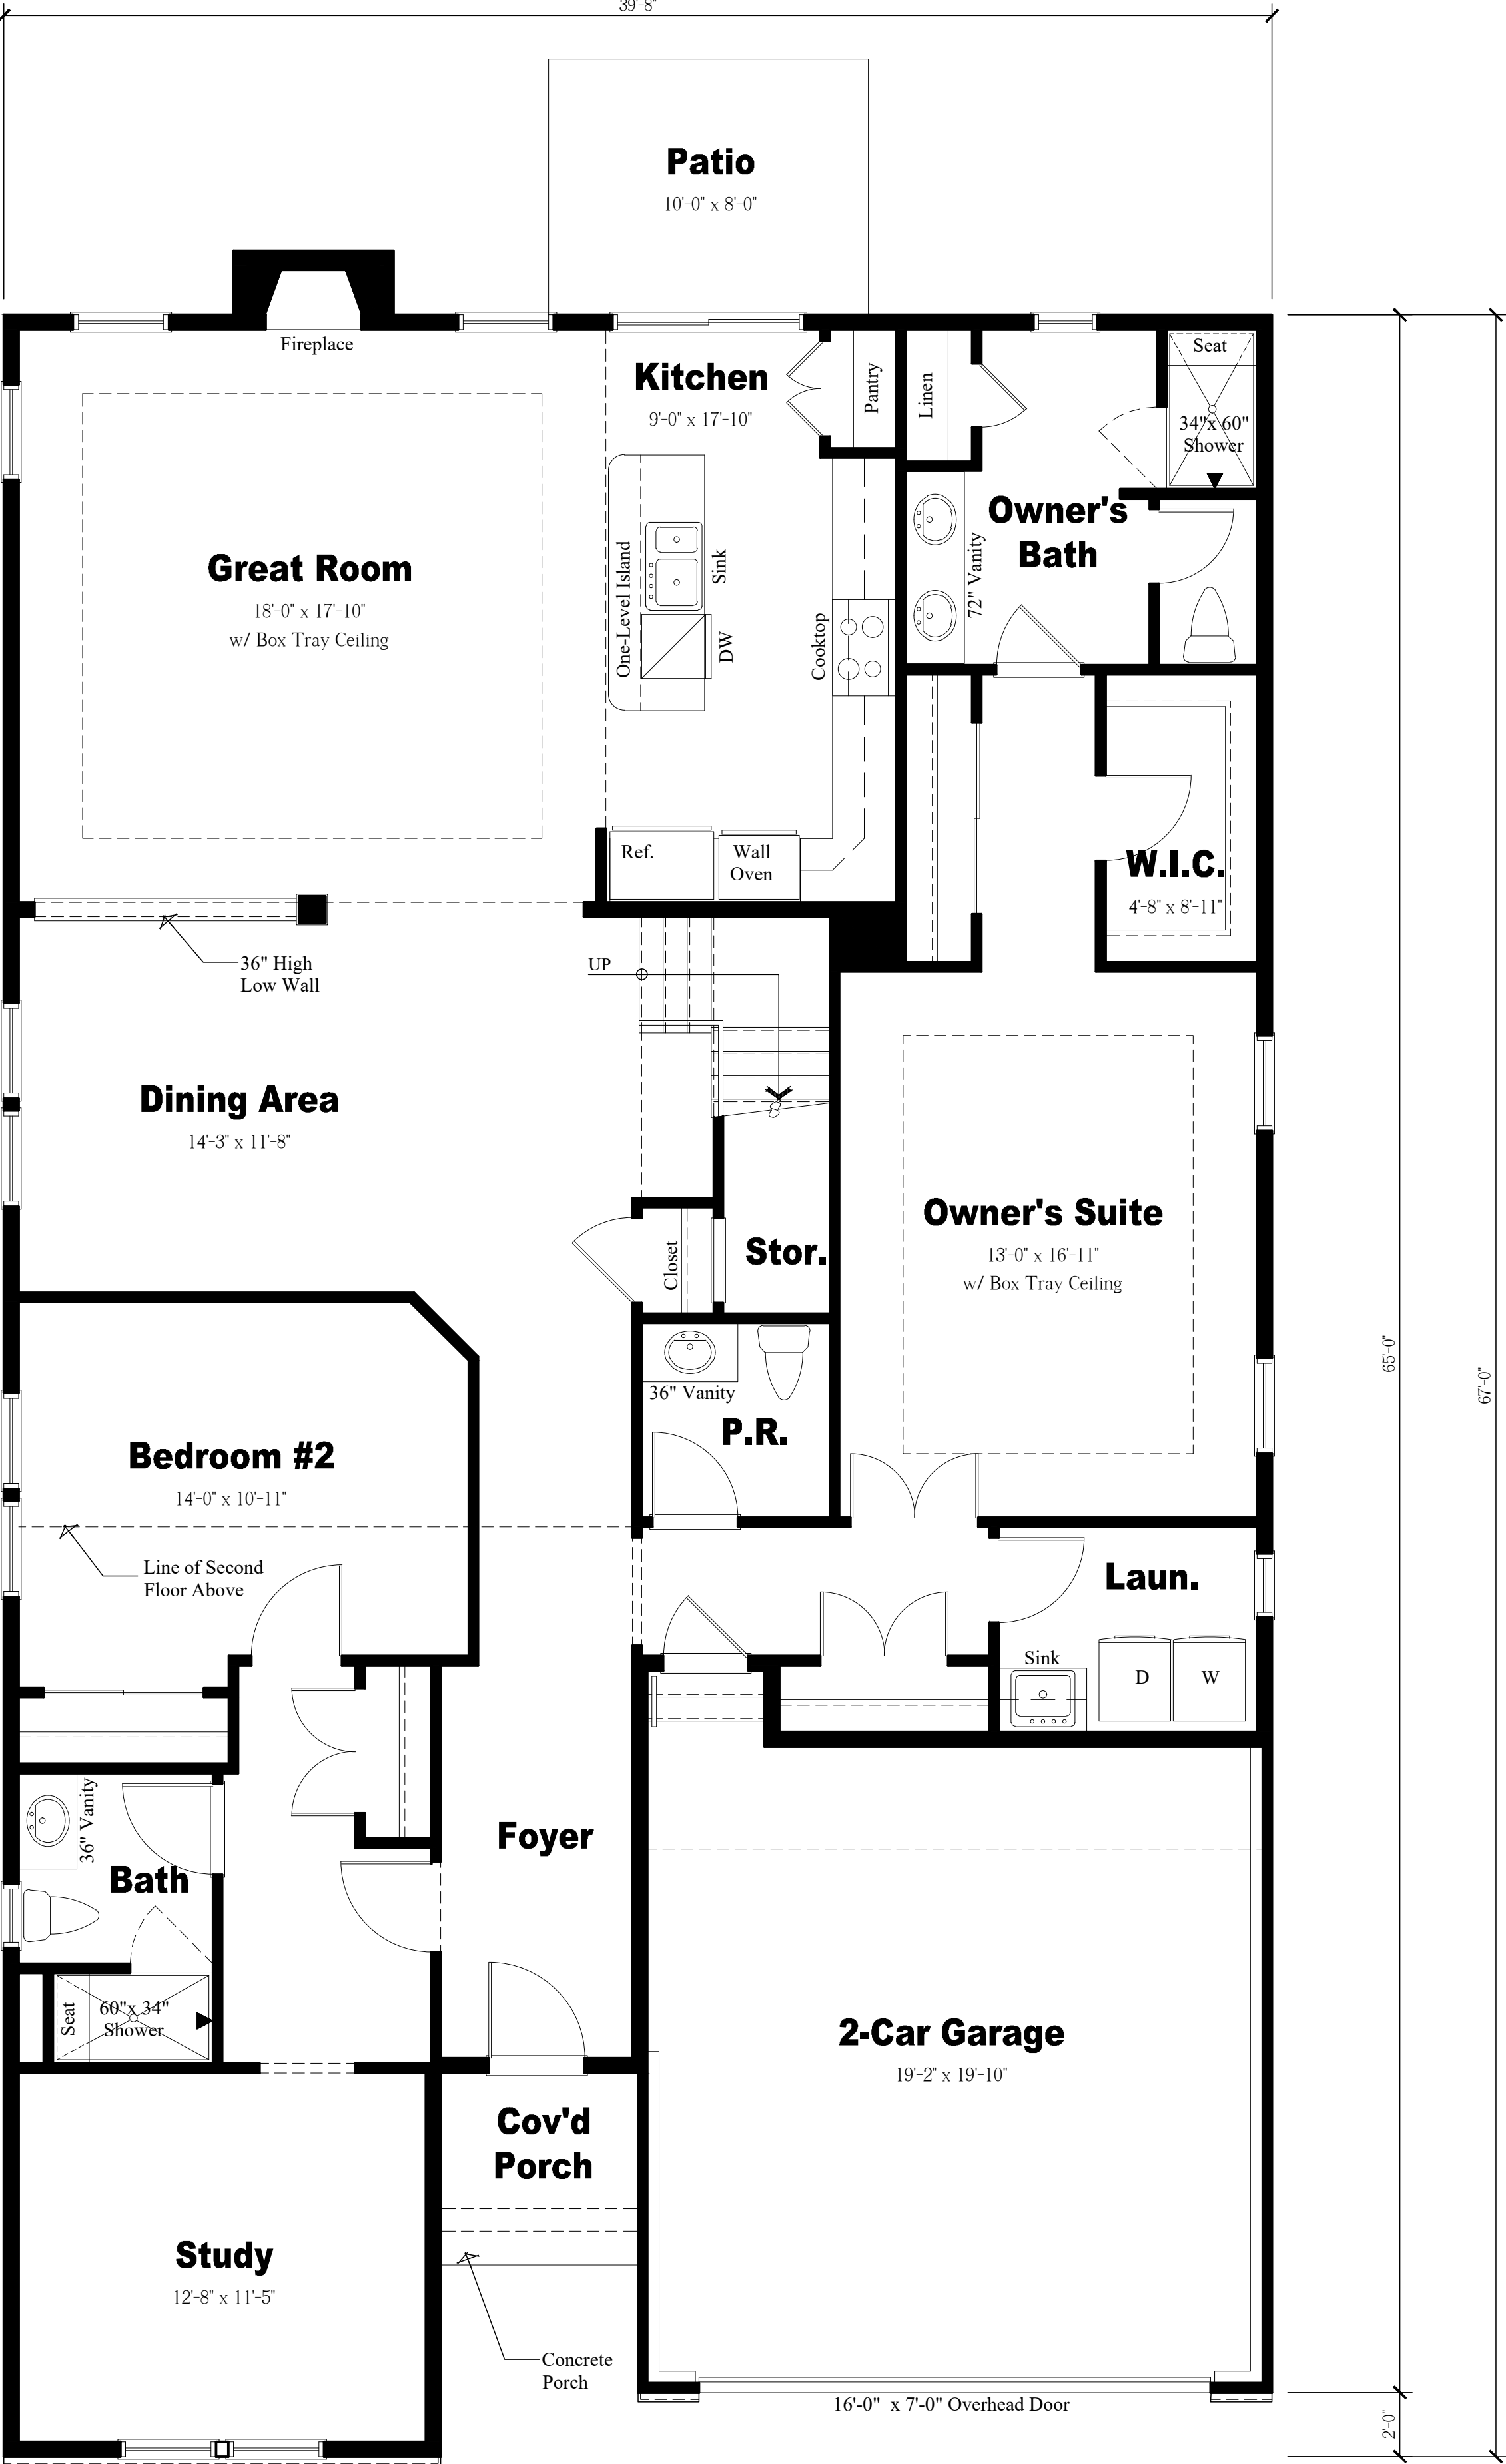 39'-8"
Patio
10'-0" x 8'-0"
Fireplace
Kitchen
9'-0" x 17'-10"
Pantry
Linen
Seat
34"x 60"
Shower
Great Room
18'-0" x 17'-10"
w/ Box Tray Ceiling
One-Level Island
Sink
DW
Cooktop
72" Vanity
Owner's
Bath
Ref.
Wall
Oven
W.I.C.
4'-8" x 8'-11"
36" High
Low Wall
UP
Dining Area
14'-3" x 11'-8"
Closet
Stor.
Owner's Suite
13'-0" x 16'-11"
w/ Box Tray Ceiling
65'-0"
67'-0"
36" Vanity
P.R.
Bedroom #2
14'-0" x 10'-11"
Line of Second
Floor Above
Laun.
Sink
D
W
36" Vanity
Bath
Foyer
Seat
60"x 34"
Shower
2-Car Garage
19'-2" x 19'-10"
Cov'd
Porch
Study
12'-8" x 11'-5"
Concrete
Porch
16'-0" x 7'-0" Overhead Door
2'-0"